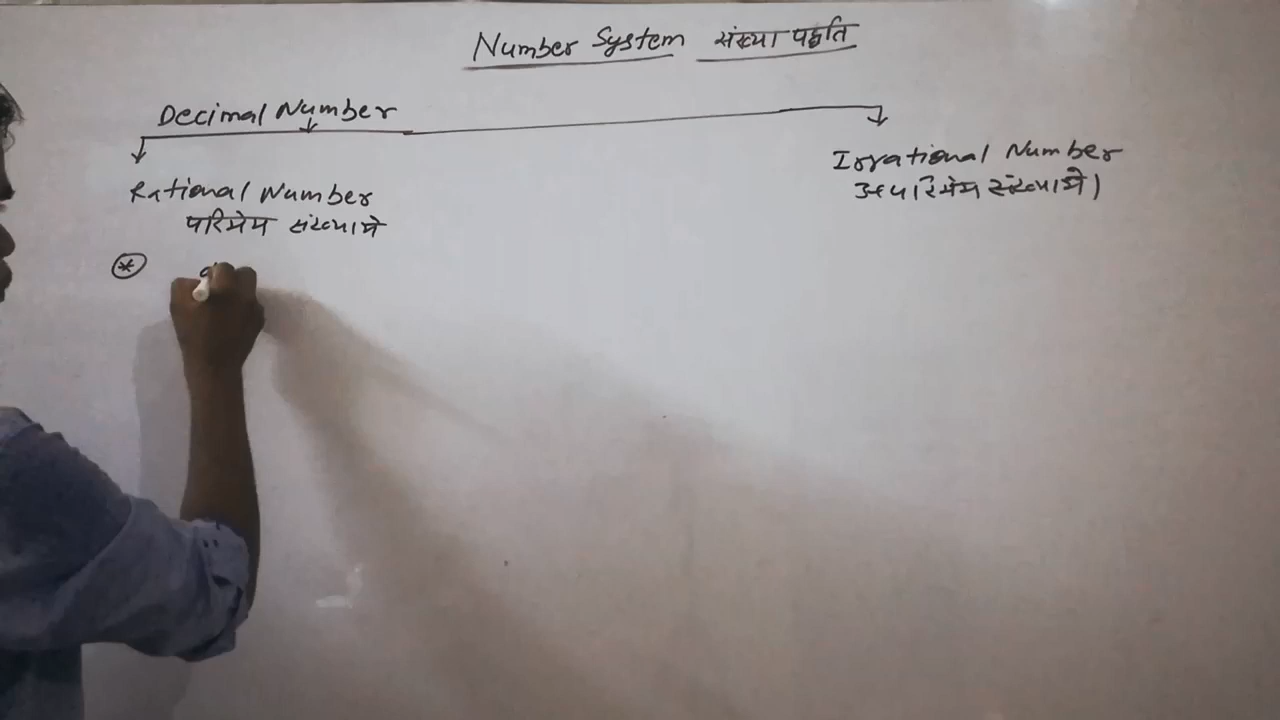 Number System संख्या पद्धति
Decimal Number
Rational Number
परिमेय संख्यामे
Irrational Number
अपरिमेय संख्यामे।